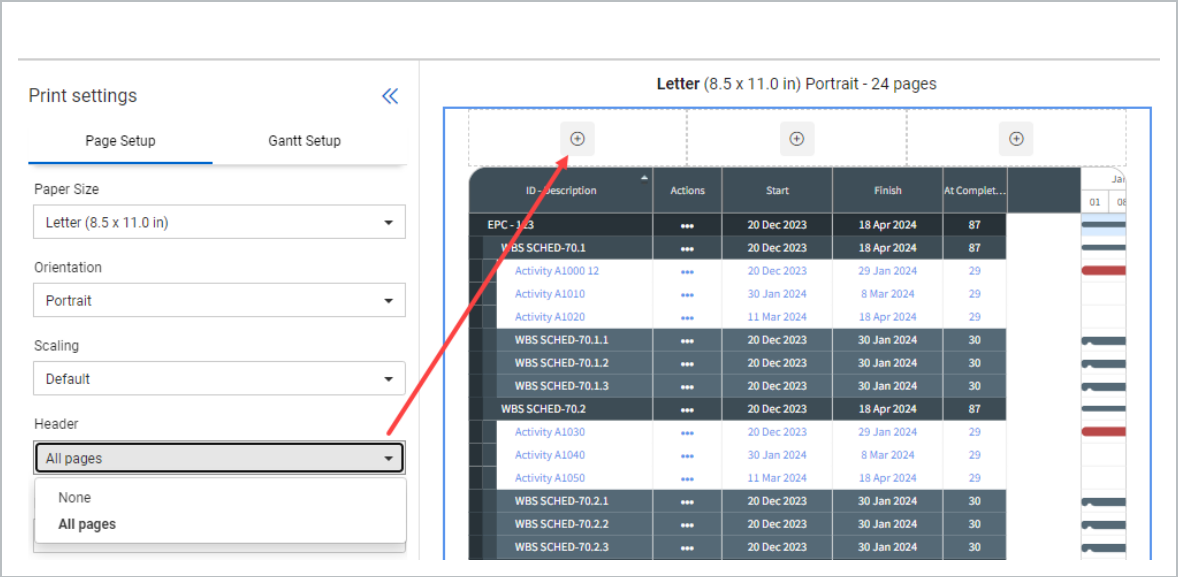 Letter (8.5 x 11.0 in) Portrait - 24 pages
Print settings
Page Setup Gantt Setup
Paper Size
Letter (8.5 x 11.0 in)
Orientation
Portrait
Scaling
Default
Header
All pages
None
All pages
ID - Description Actions Start Finish At Complet...
01
EPC - 123 ••• 20 Dec 2023 18 Apr 2024 87
WBS SCHED-70.1 ••• 20 Dec 2023 18 Apr 2024 87
Activity A1000 12 ••• 20 Dec 2023 29 Jan 2024 29
Activity A1010 ••• 30 Jan 2024 8 Mar 2024 29
Activity A1020 ••• 11 Mar 2024 18 Apr 2024 29
WBS SCHED-70.1.1 ••• 20 Dec 2023 30 Jan 2024 30
WBS SCHED-70.1.2 ••• 20 Dec 2023 30 Jan 2024 30
WBS SCHED-70.1.3 ••• 20 Dec 2023 30 Jan 2024 30
WBS SCHED-70.2 ••• 20 Dec 2023 18 Apr 2024 87
Activity A1030 ••• 20 Dec 2023 29 Jan 2024 29
Activity A1040 ••• 30 Jan 2024 8 Mar 2024 29
Activity A1050 ••• 11 Mar 2024 18 Apr 2024 29
WBS SCHED-70.2.1 ••• 20 Dec 2023 30 Jan 2024 30
WBS SCHED-70.2.2 ••• 20 Dec 2023 30 Jan 2024 30
WBS SCHED-70.2.3 ••• 20 Dec 2023 30 Jan 2024 30